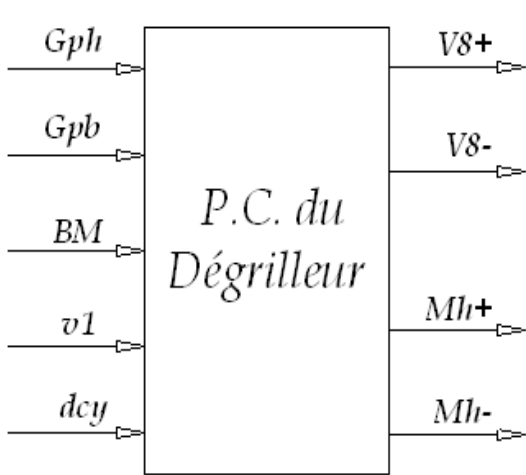 Gph
V8+
Gpb
V8-
P.C. du
Dégrilleur
BM
v1
Mh+
dcy
Mh-